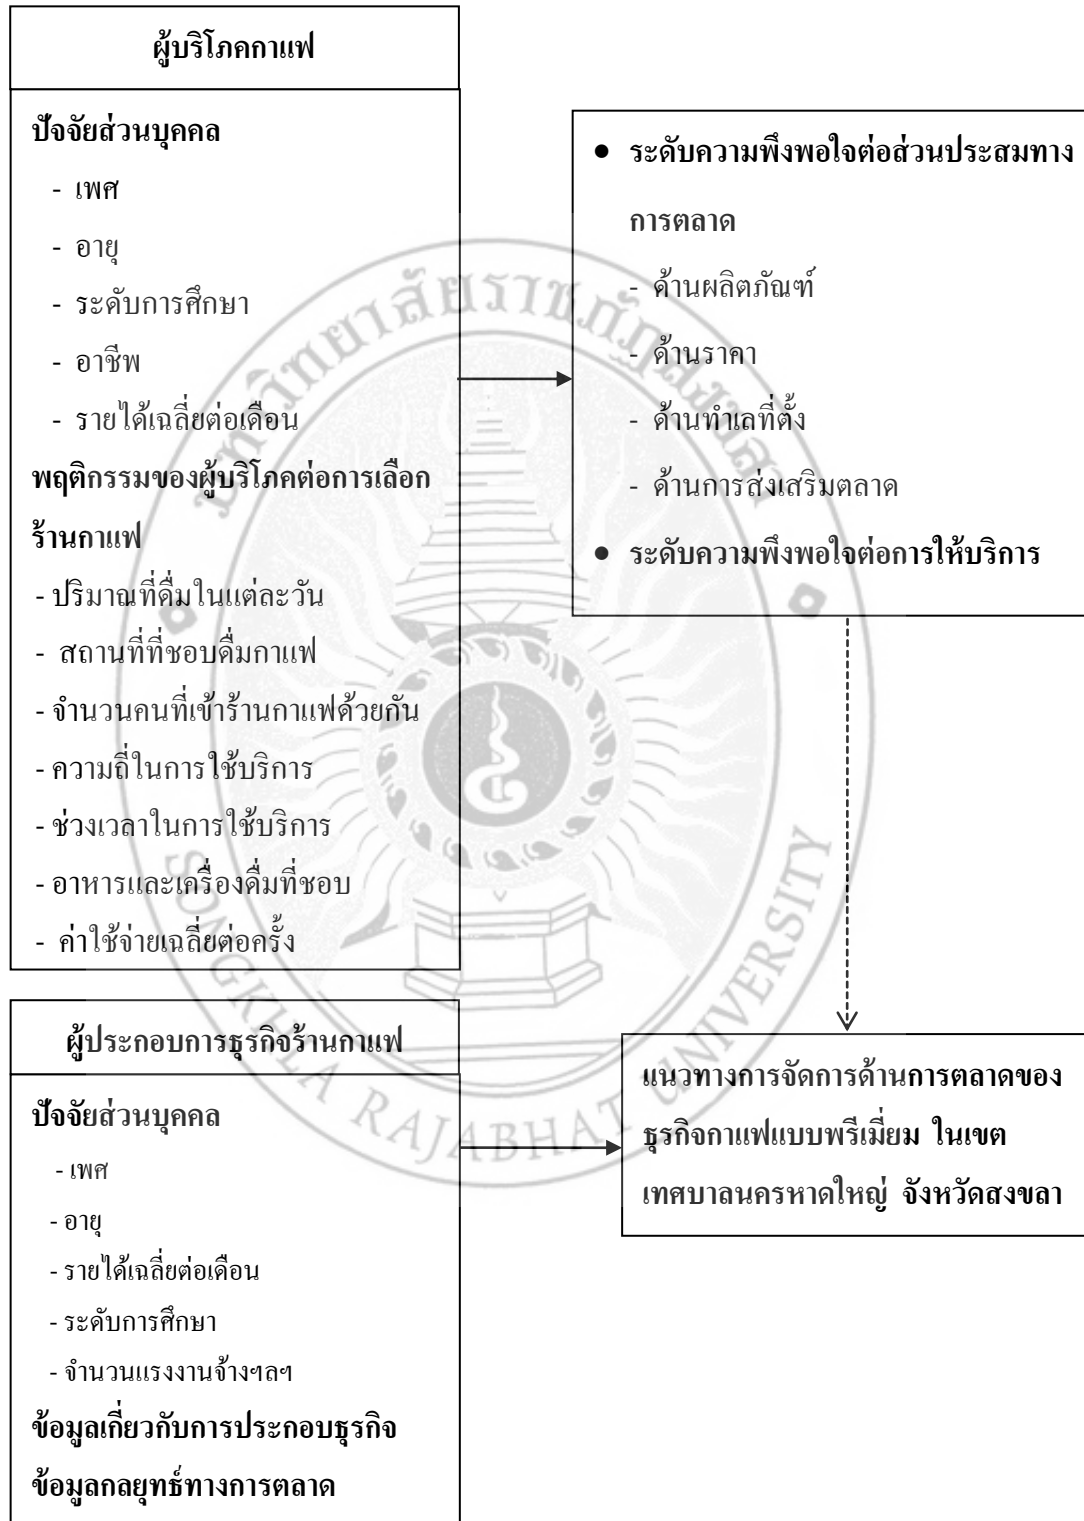 ผู้บริโภคกาแฟ
ปัจจัยส่วนบุคคล
- เพศ
- อายุ
- ระดับการศึกษา
- อาชีพ
- รายได้เฉลี่ยต่อเดือน
พฤติกรรมของผู้บริโภคต่อการเลือก
ร้านกาแฟ
- ปริมาณที่ดื่มในแต่ละวัน
- สถานที่ที่ชอบดื่มกาแฟ
- จำนวนคนที่เข้าร้านกาแฟด้วยกัน
- ความถี่ในการใช้บริการ
- ช่วงเวลาในการใช้บริการ
- อาหารและเครื่องดื่มที่ชอบ
- ค่าใช้จ่ายเฉลี่ยต่อครั้ง
• ระดับความพึงพอใจต่อส่วนประสมทาง
การตลาด
- ด้านผลิตภัณฑ์
- ด้านราคา
- ด้านทำเลที่ตั้ง
- ด้านการส่งเสริมตลาด
• ระดับความพึงพอใจต่อการให้บริการ
ผู้ประกอบการธุรกิจร้านกาแฟ
ปัจจัยส่วนบุคคล
- เพศ
- อายุ
- รายได้เฉลี่ยต่อเดือน
- ระดับการศึกษา
- จำนวนแรงงานจ้างฯลฯ
ข้อมูลเกี่ยวกับการประกอบธุรกิจ
ข้อมูลกลยุทธ์ทางการตลาด
แนวทางการจัดการด้านการตลาดของ
ธุรกิจกาแฟแบบพรีเมี่ยม ในเขต
เทศบาลนครหาดใหญ่ จังหวัดสงขลา
มหาวิทยาลัยราชภัฏสงขลา
SONGKHLA RAJABHAT UNIVERSITY